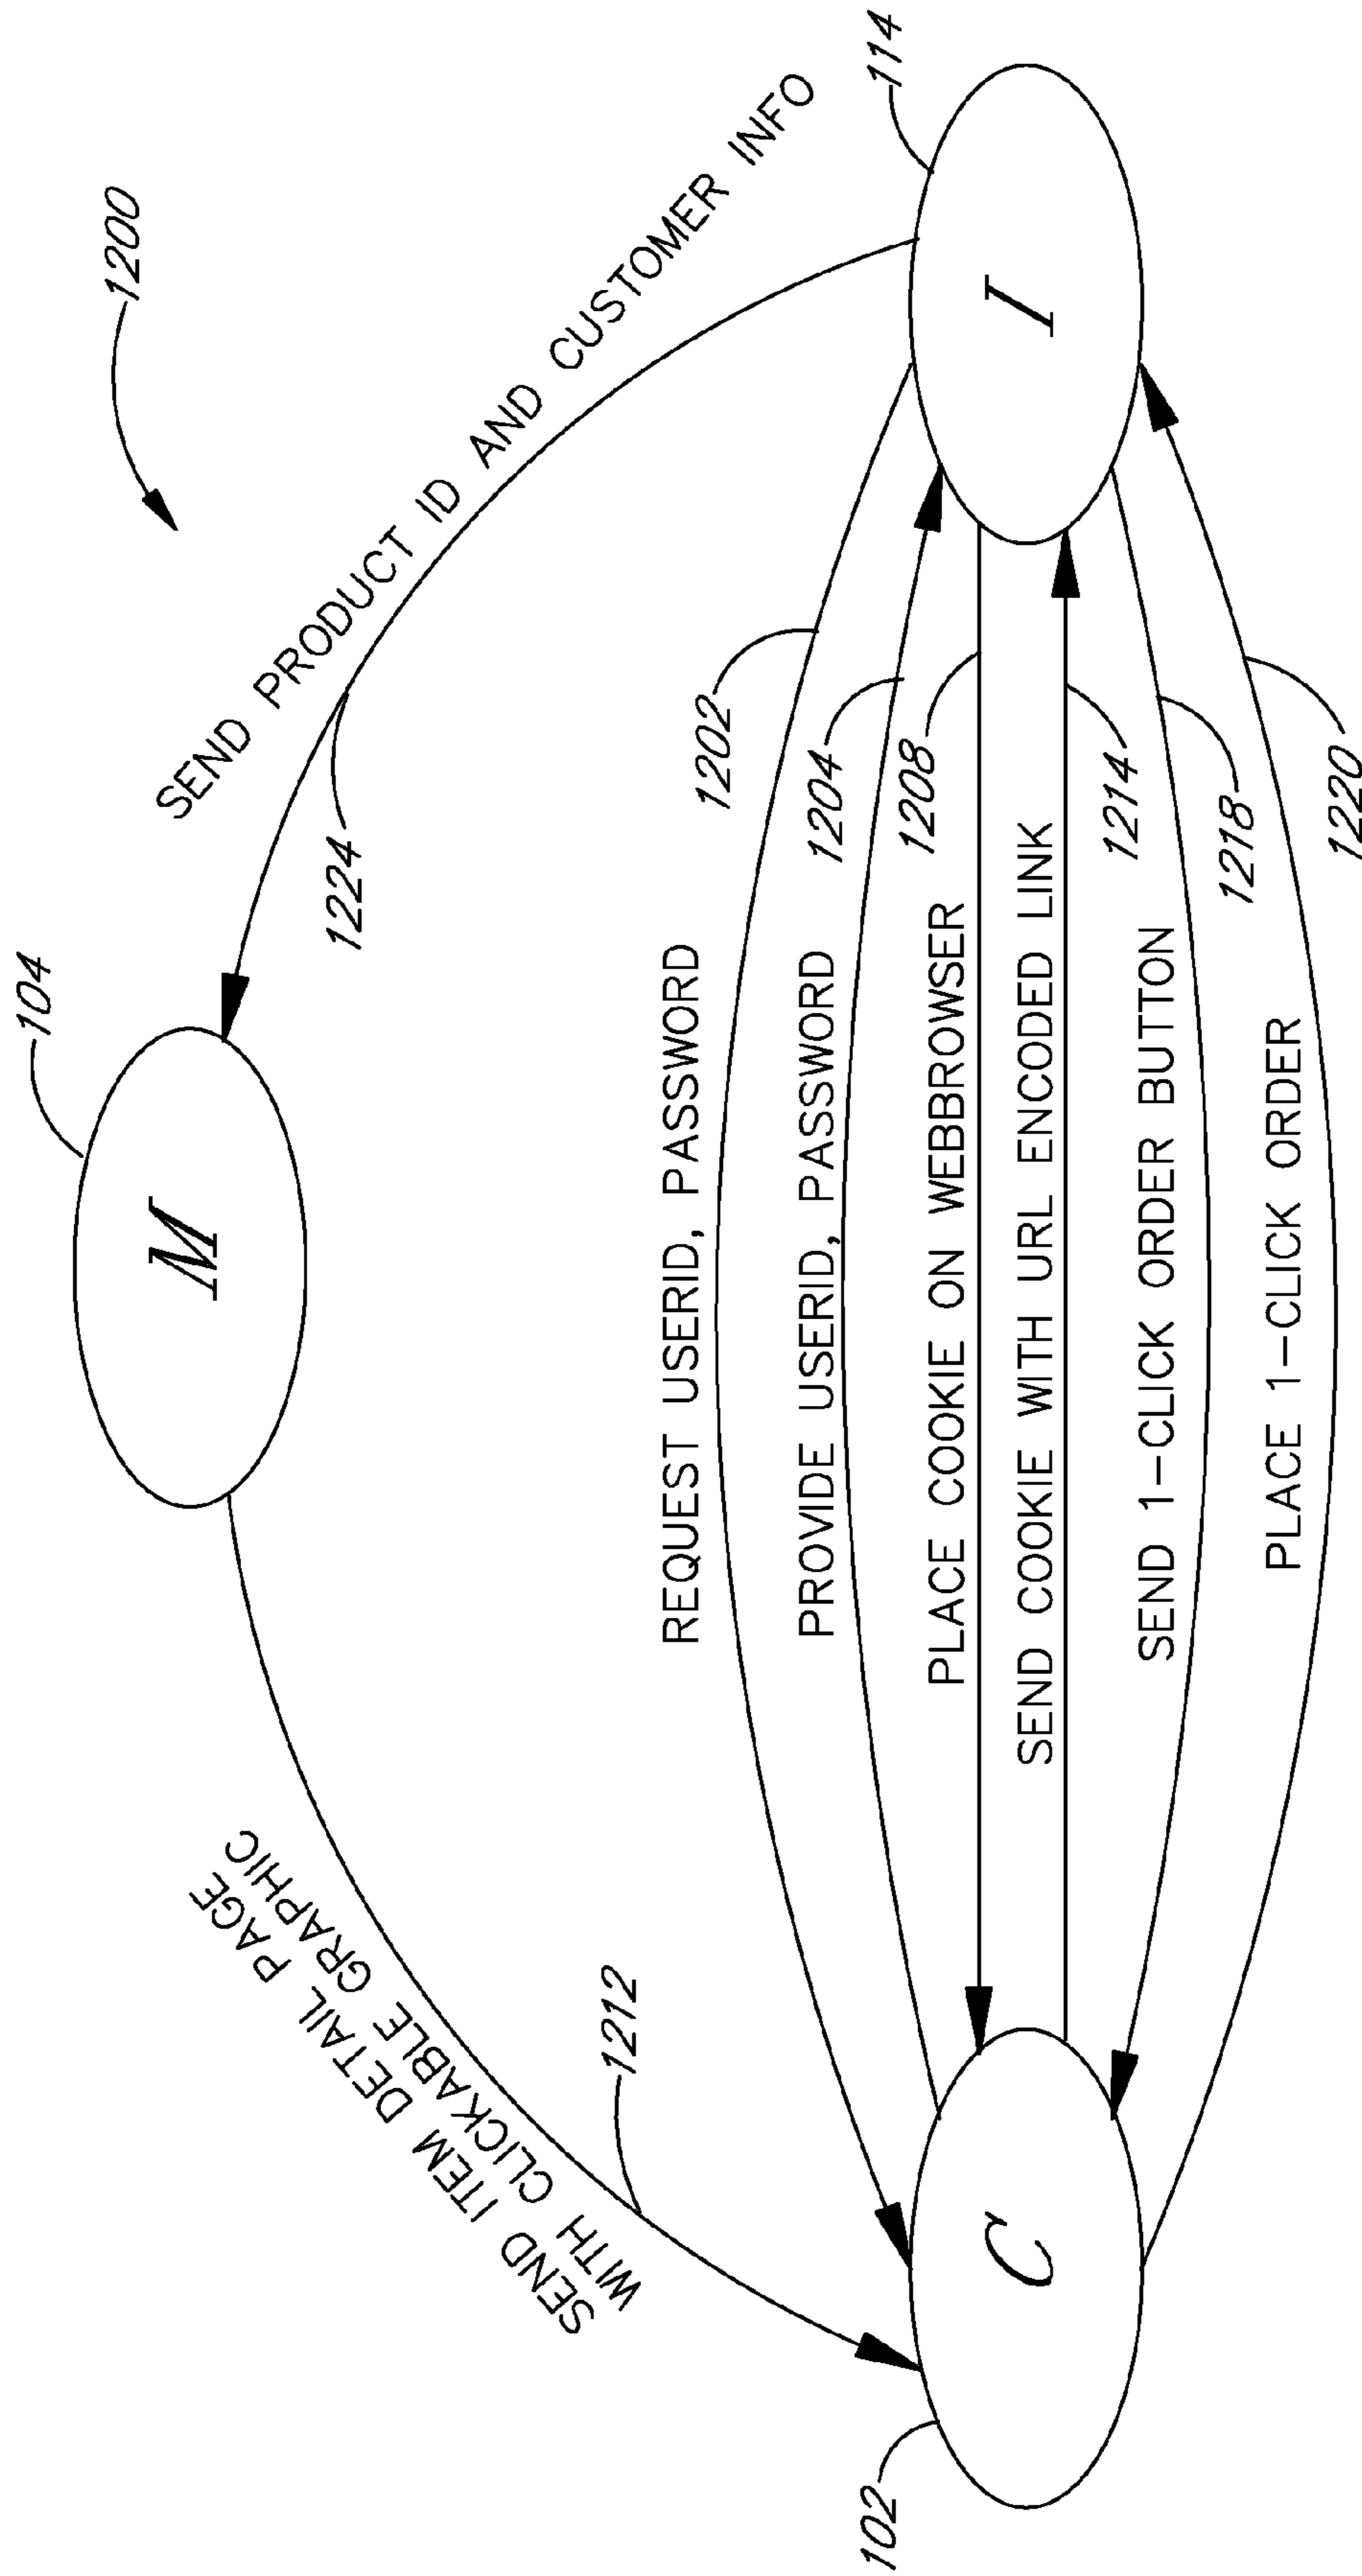 1200
104
M
SEND PRODUCT ID AND CUSTOMER INFO
1224
SEND ITEM DETAIL PAGE
WITH CLICKABLE GRAPHIC
1212
114
I
102
C
REQUEST USERID, PASSWORD
1202
PROVIDE USERID, PASSWORD
1204
PLACE COOKIE ON WEBBROWSER
1208
SEND COOKIE WITH URL ENCODED LINK
1214
SEND 1-CLICK ORDER BUTTON
1218
PLACE 1-CLICK ORDER
1220